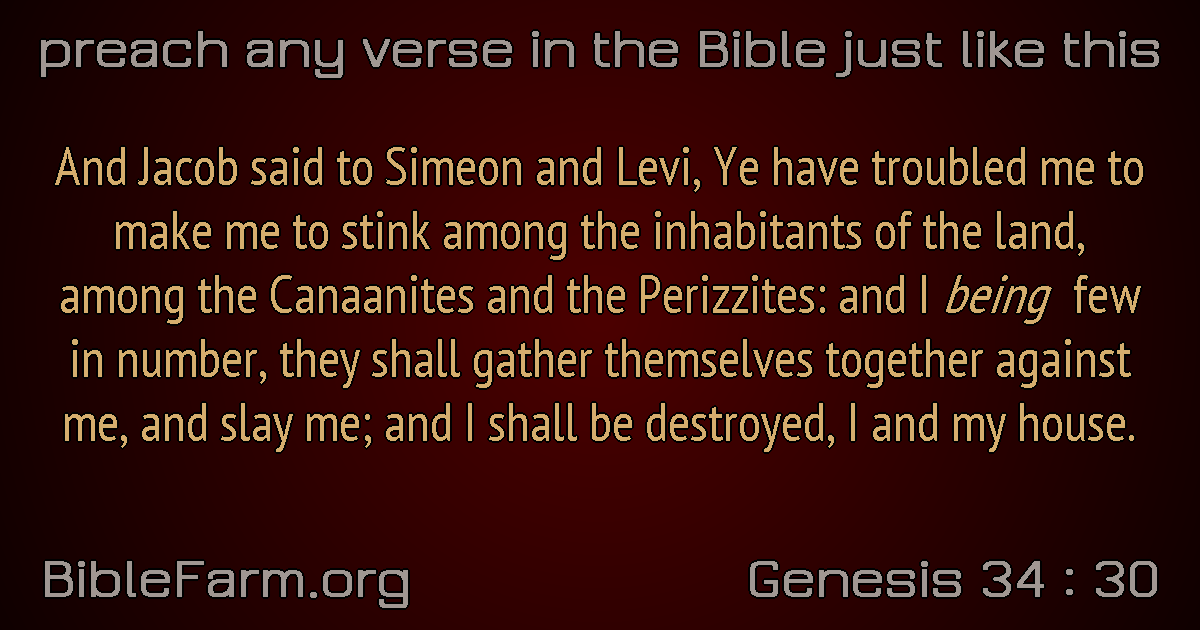 preach any verse in the Bible just like this
And Jacob said to Simeon and Levi, Ye have troubled me to
make me to stink among the inhabitants of the land,
among the Canaanites and the Perizzites: and I being few
in number, they shall gather themselves together against
me, and slay me; and I shall be destroyed, I and my house.
BibleFarm.org
Genesis 34 : 30